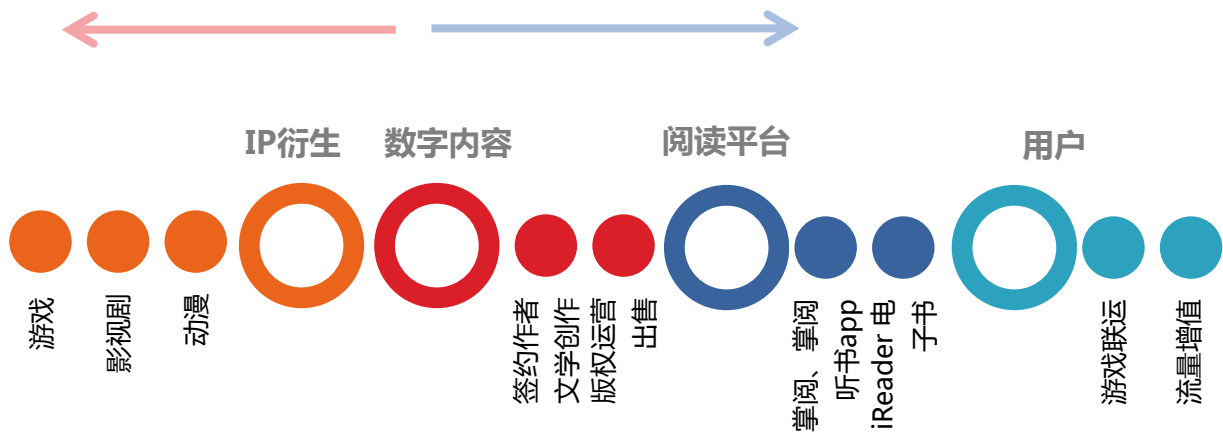 IP衍生
数字内容
阅读平台
用户
游戏
影视剧
动漫
签约作者
文学创作
版权运营
出售
掌阅、掌阅
听书app
iReader 电
子书
游戏联运
流量增值